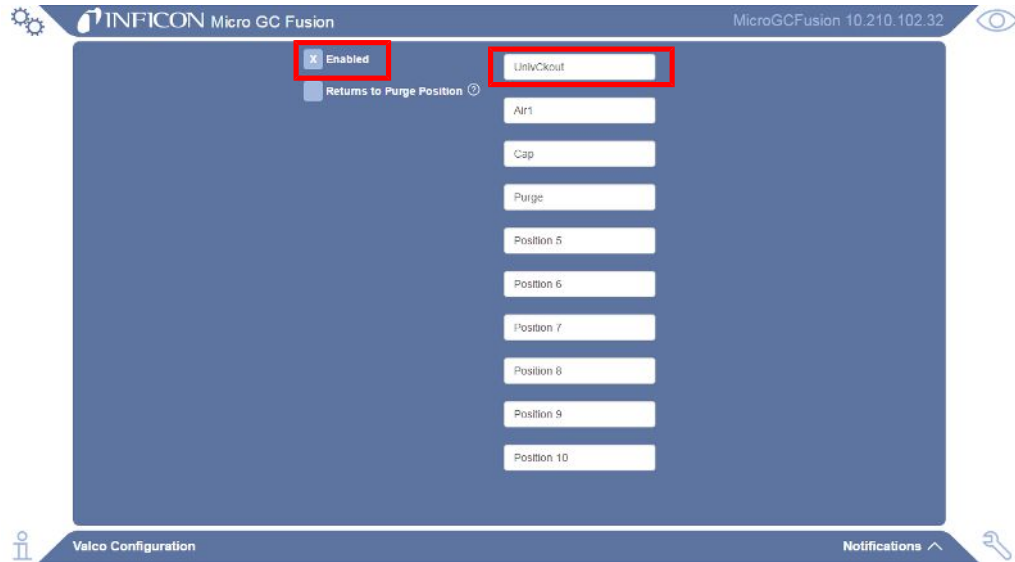 INFICON Micro GC Fusion
MicroGCFusion 10.210.102.32
X Enabled
Returns to Purge Position ?
UnivCkout
Air1
Cap
Purge
Position 5
Position 6
Position 7
Position 8
Position 9
Position 10
Valco Configuration
Notifications